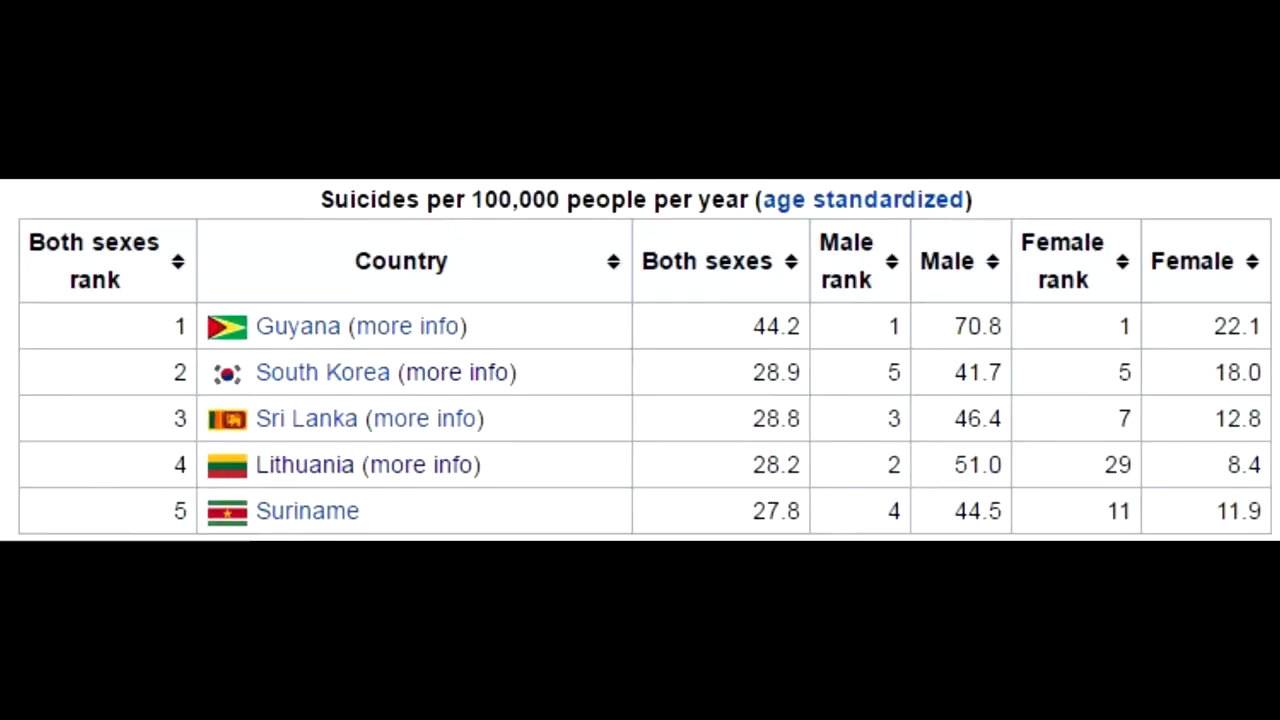 Suicides per 100,000 people per year (age standardized)
Both sexes rank Country Both sexes Male rank Male Female rank Female
1 Guyana (more info) 44.2 1 70.8 1 22.1
2 South Korea (more info) 28.9 5 41.7 5 18.0
3 Sri Lanka (more info) 28.8 3 46.4 7 12.8
4 Lithuania (more info) 28.2 2 51.0 29 8.4
5 Suriname 27.8 4 44.5 11 11.9